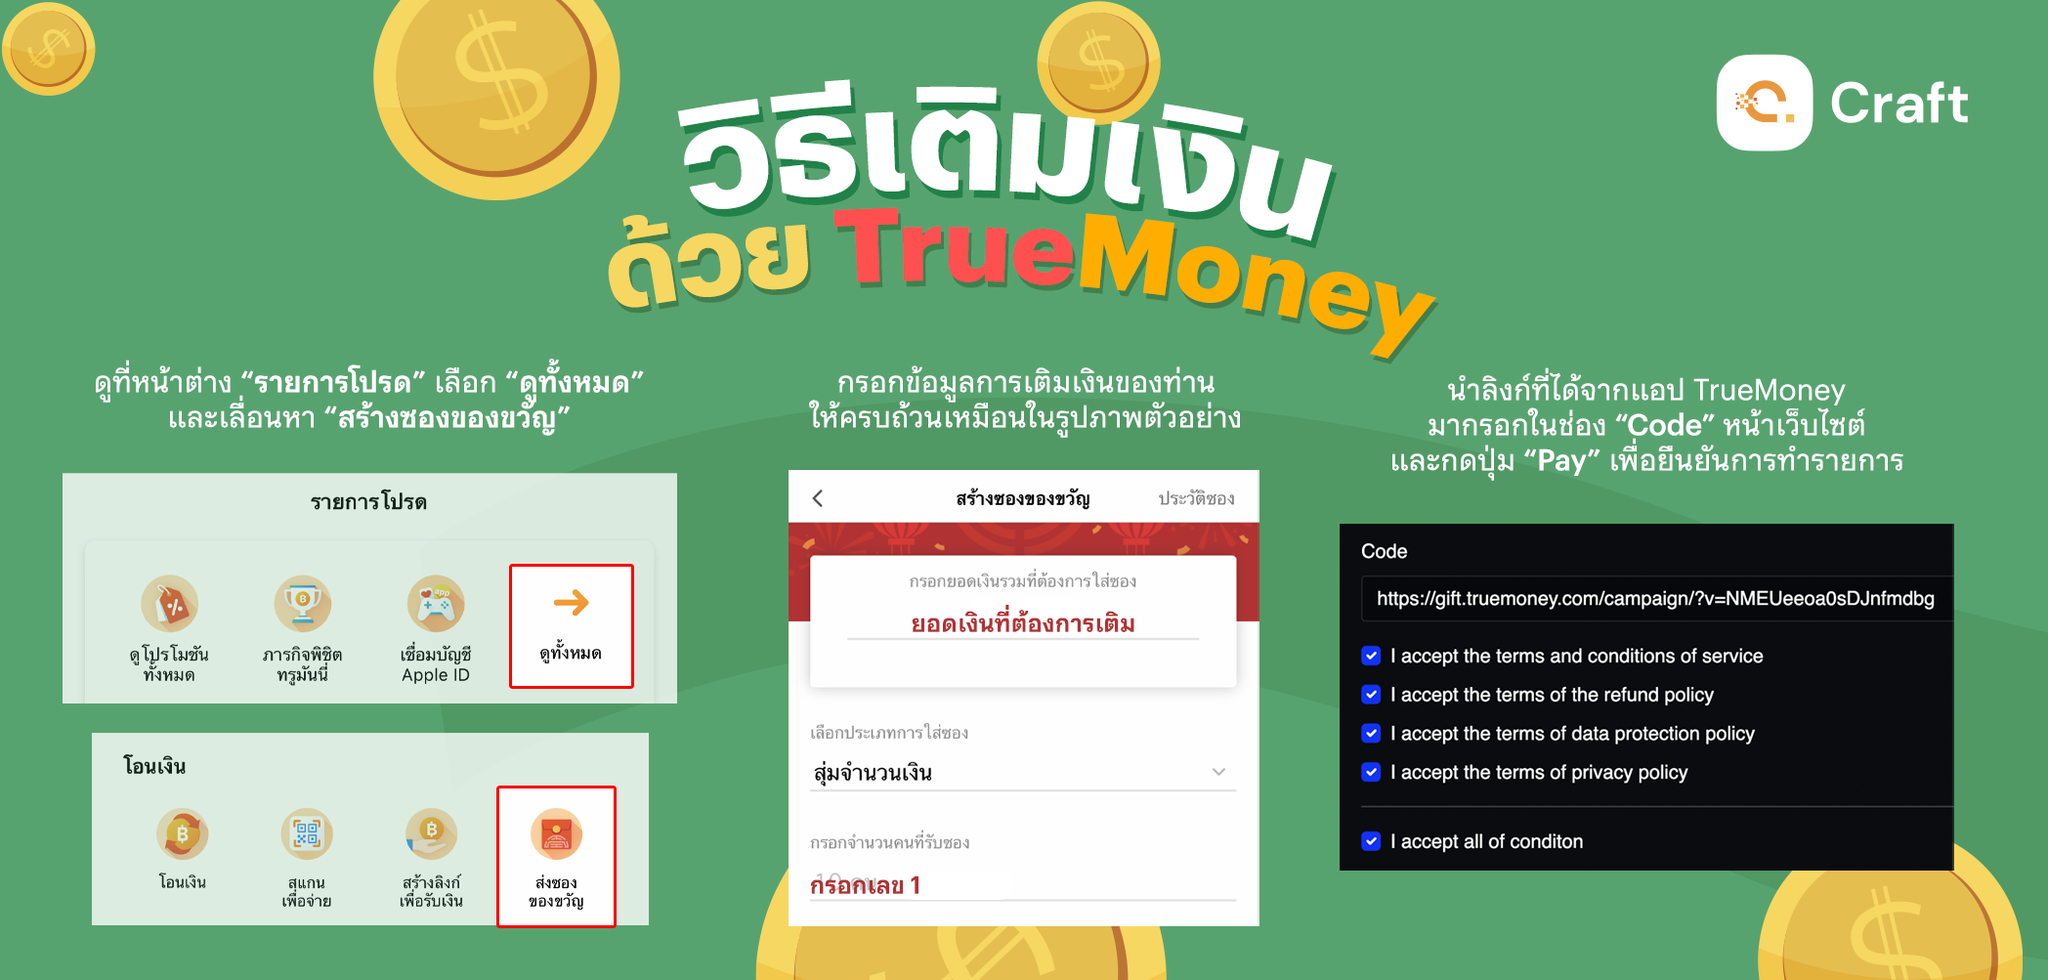 Craft
วิธีเติมเงิน
ด้วย TrueMoney
ดูที่หน้าต่าง “รายการโปรด” เลือก “ดูทั้งหมด”
และเลื่อนหา “สร้างซองของขวัญ”
รายการโปรด
ดูโปรโมชัน
ทั้งหมด
ภารกิจพิชิต
ทรูมันนี่
app
เชื่อมบัญชี
Apple ID
ดูทั้งหมด
โอนเงิน
โอนเงิน
สแกน
เพื่อจ่าย
สร้างลิงก์
เพื่อรับเงิน
ส่งซอง
ของขวัญ
กรอกข้อมูลการเติมเงินของท่าน
ให้ครบถ้วนเหมือนในรูปภาพตัวอย่าง
สร้างซองของขวัญ ประวัติซอง
กรอกยอดเงินรวมที่ต้องการใส่ซอง
ยอดเงินที่ต้องการเติม
เลือกประเภทการใส่ซอง
สุ่มจำนวนเงิน
กรอกจำนวนคนที่รับซอง
กรอกเลข 1
นำลิงก์ที่ได้จากแอป TrueMoney
มากรอกในช่อง “Code” หน้าเว็บไซต์
และกดปุ่ม “Pay” เพื่อยืนยันการทำรายการ
Code
https://gift.truemoney.com/campaign/?v=NMEUeeoa0sDJnfmdbg
I accept the terms and conditions of service
I accept the terms of the refund policy
I accept the terms of data protection policy
I accept the terms of privacy policy
I accept all of conditon